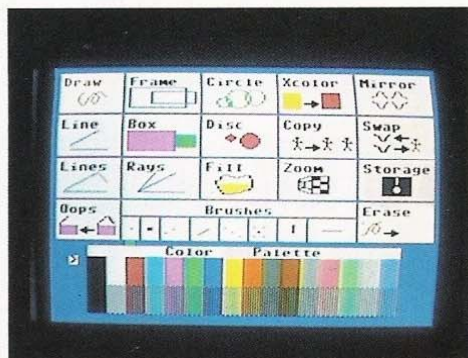 Draw Frame Circle Xcolor Mirror
Line Box Disc Copy Swap
Lines Rays Fill Zoom Storage
Oops Brushes Erase
Color Palette